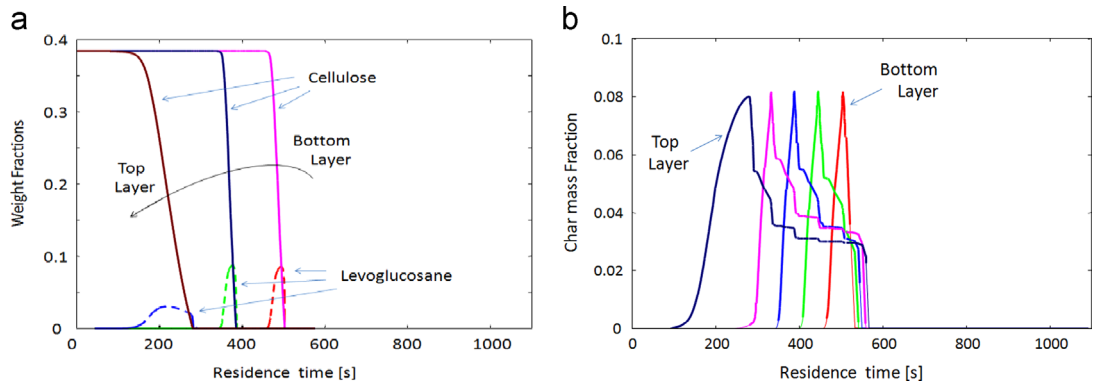 a
0.4
0.3
0.2
0.1
0
Weight Fractions
Cellulose
Bottom
Layer
Top
Layer
Levoglucosane
200 400 600 800 1000
Residence time [s]
b
0.1
0.08
0.06
0.04
0.02
0
Char mass Fraction
Bottom
Layer
Top
Layer
0 200 400 600 800 1000
Residence time [s]